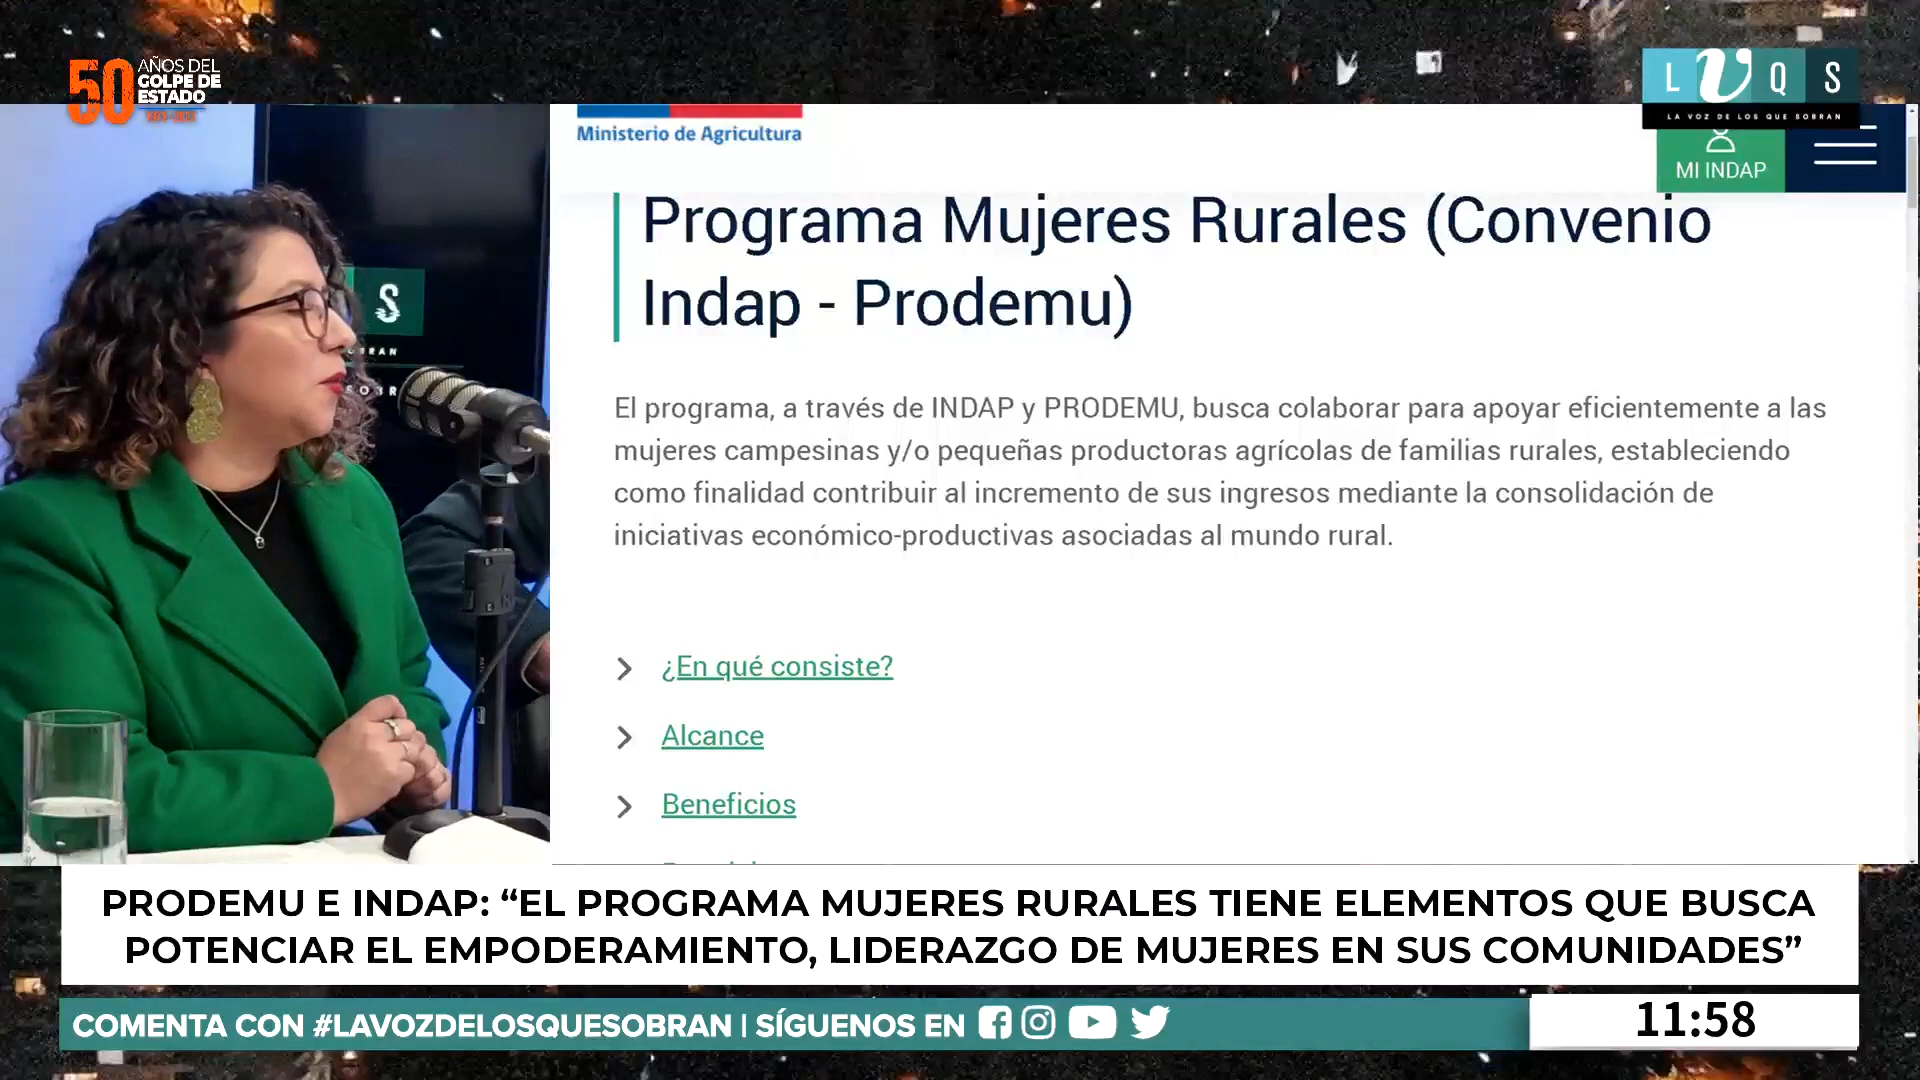 50 AÑOS DEL
GOLPE DE
ESTADO
L V Q S
LA VOZ DE LOS QUE SOBRAN
Ministerio de Agricultura
MI INDAP
Programa Mujeres Rurales (Convenio
Indap - Prodemu)
S
El programa, a través de INDAP y PRODEMU, busca colaborar para apoyar eficientemente a las
mujeres campesinas y/o pequeñas productoras agrícolas de familias rurales, estableciendo
como finalidad contribuir al incremento de sus ingresos mediante la consolidación de
iniciativas económico-productivas asociadas al mundo rural.
¿En qué consiste?
Alcance
Beneficios
PRODEMU E INDAP: “EL PROGRAMA MUJERES RURALES TIENE ELEMENTOS QUE BUSCA
POTENCIAR EL EMPODERAMIENTO, LIDERAZGO DE MUJERES EN SUS COMUNIDADES”
COMENTA CON #LAVOZDELOSQUESOBRAN | SÍGUENOS EN
11:58